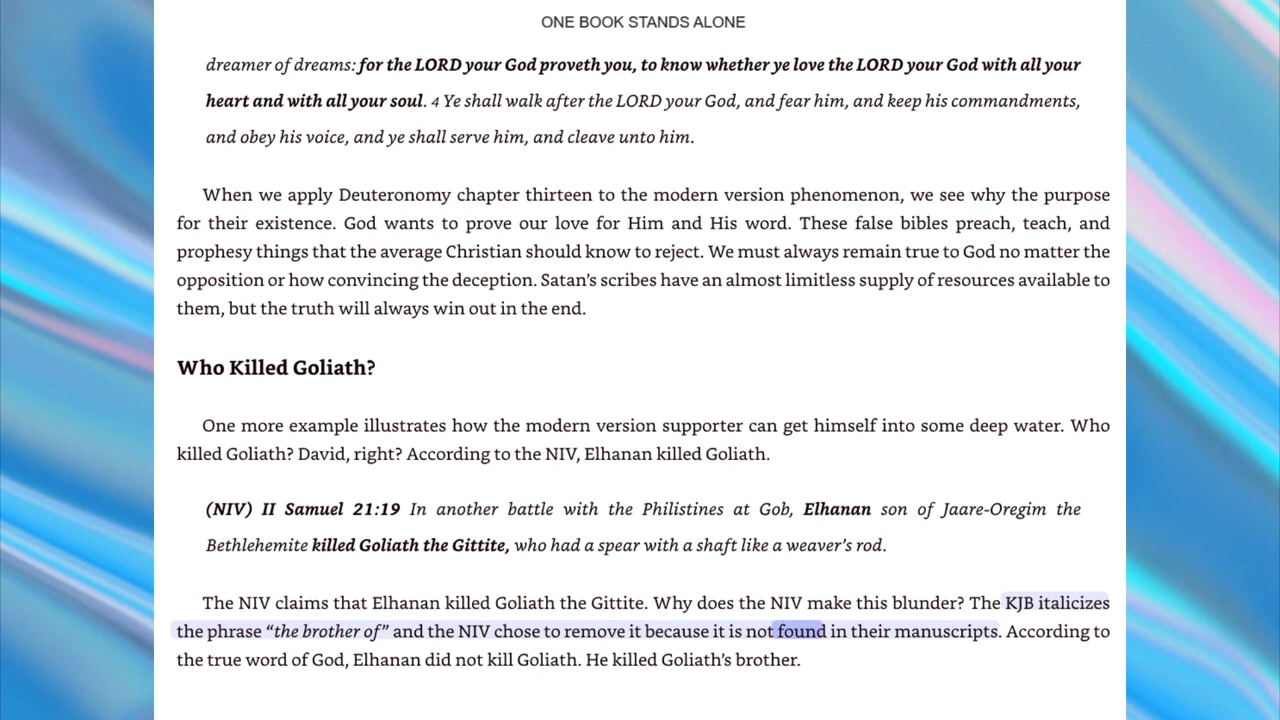 ONE BOOK STANDS ALONE
dreamer of dreams: for the LORD your God proveth you, to know whether ye love the LORD your God with all your
heart and with all your soul. 4 Ye shall walk after the LORD your God, and fear him, and keep his commandments,
and obey his voice, and ye shall serve him, and cleave unto him.
When we apply Deuteronomy chapter thirteen to the modern version phenomenon, we see why the purpose
for their existence. God wants to prove our love for Him and His word. These false bibles preach, teach, and
prophesy things that the average Christian should know to reject. We must always remain true to God no matter the
opposition or how convincing the deception. Satan’s scribes have an almost limitless supply of resources available to
them, but the truth will always win out in the end.
Who Killed Goliath?
One more example illustrates how the modern version supporter can get himself into some deep water. Who
killed Goliath? David, right? According to the NIV, Elhanan killed Goliath.
(NIV) II Samuel 21:19 In another battle with the Philistines at Gob, Elhanan son of Jaare-Oregim the
Bethlehemite killed Goliath the Gittite, who had a spear with a shaft like a weaver’s rod.
The NIV claims that Elhanan killed Goliath the Gittite. Why does the NIV make this blunder? The KJB italicizes
the phrase “the brother of” and the NIV chose to remove it because it is not found in their manuscripts. According to
the true word of God, Elhanan did not kill Goliath. He killed Goliath’s brother.